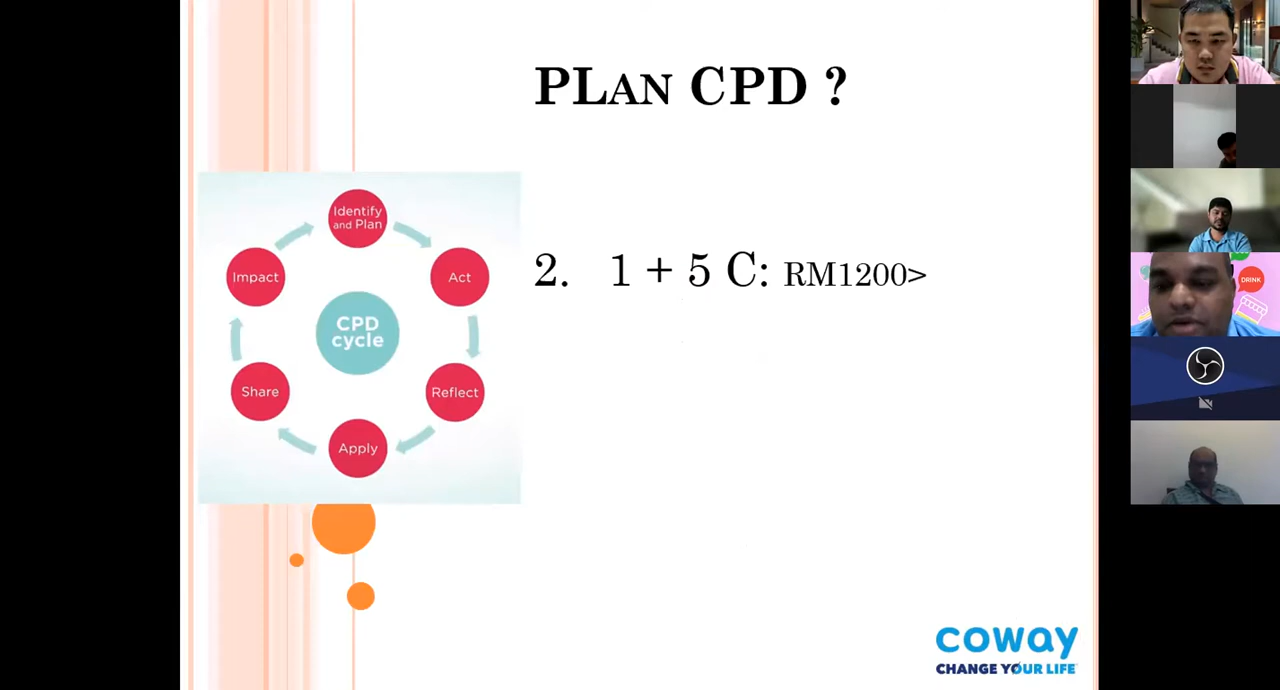 PLAN CPD ?
Identify
and Plan
Act
Reflect
Apply
Share
Impact
CPD
cycle
2. 1 + 5 C: RM1200>
coway
CHANGE YOUR LIFE
DRINK